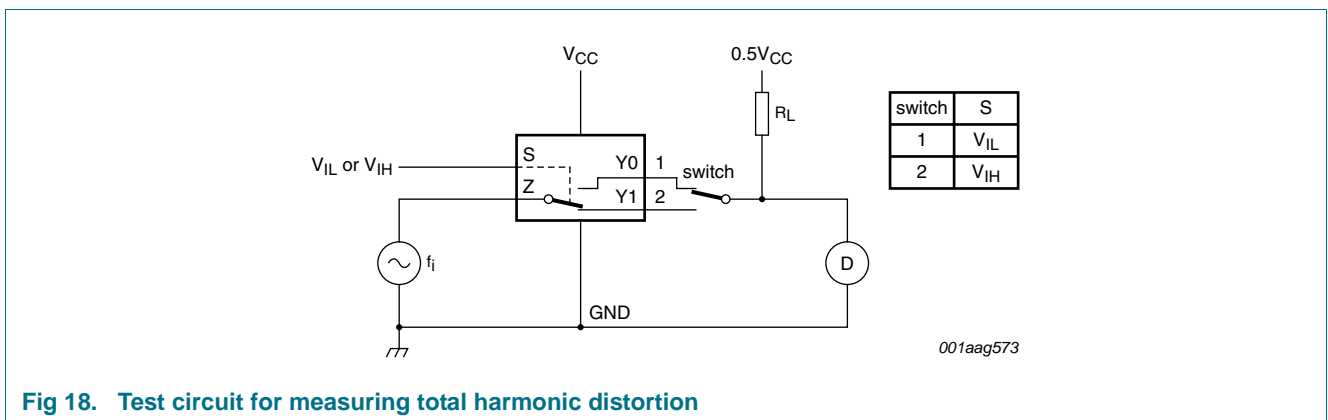 VCC
0.5VCC
RL
switch S
1 VIL
2 VIH
VIL or VIH
S
Y0 1
switch
Z
Y1 2
fi
D
GND
001aag573
Fig 18. Test circuit for measuring total harmonic distortion